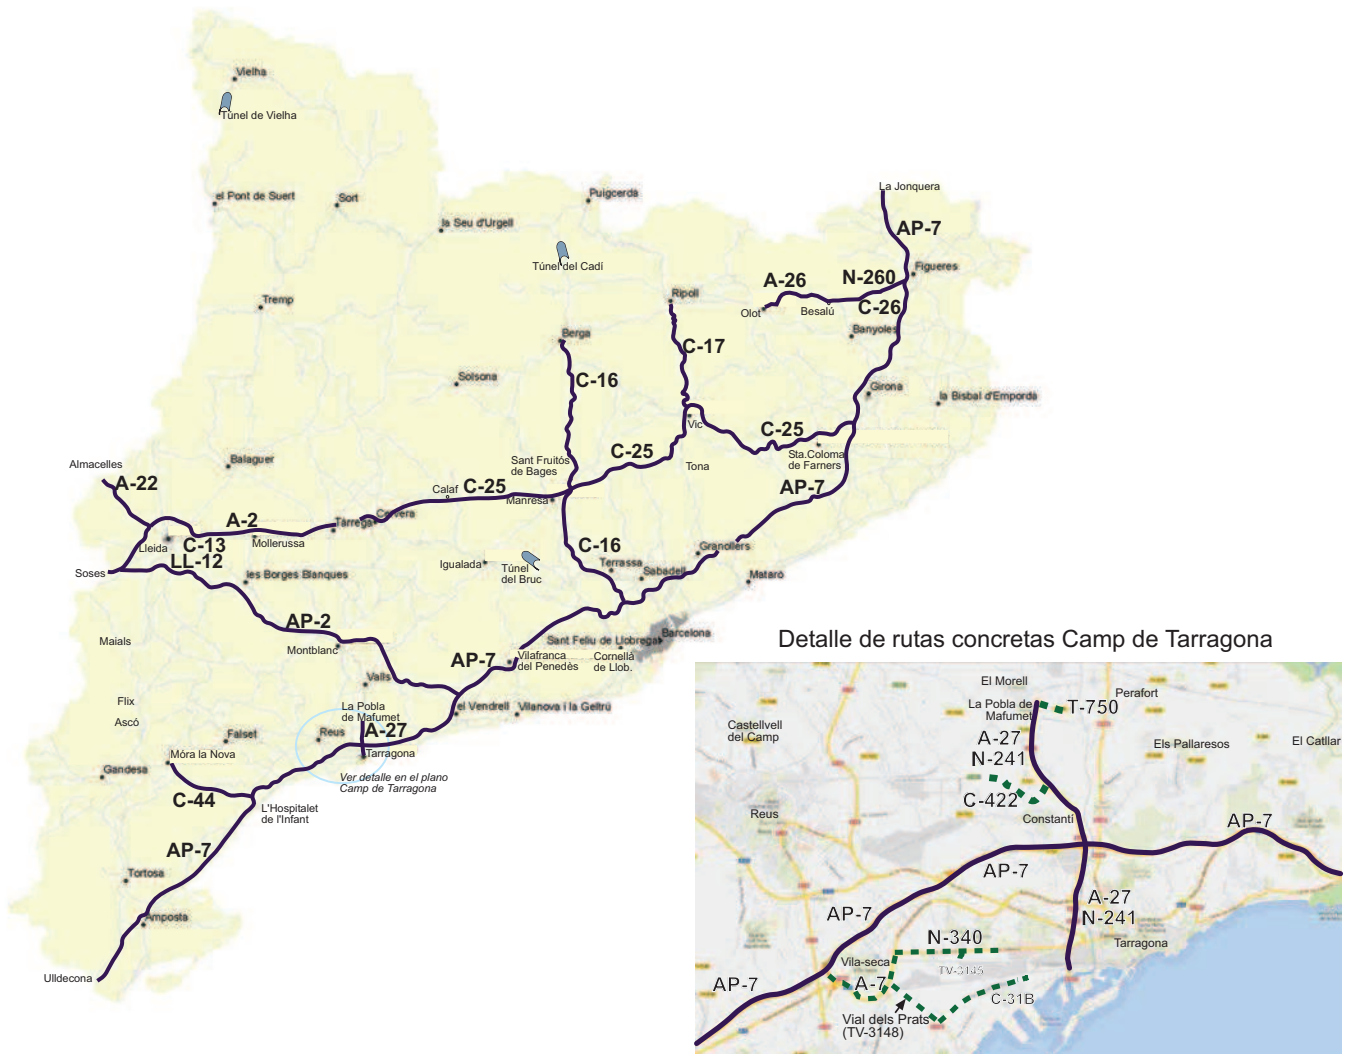 Vielha
Túnel de Vielha
el Pont de Suert
Sort
la Seu d'Urgell
Puigcerdà
Túnel del Cadí
La Jonquera
AP-7
Figueres
N-260
A-26
C-26
Olot
Besalú
Banyoles
Tremp
Ripoll
Berga
C-17
C-16
Solsona
Girona
la Bisbal d'Empordà
Vic
C-25
Sta.Coloma
de Farners
C-25
Tona
Sant Fruitós
de Bages
AP-7
Balaguer
Almacelles
A-22
Calaf
C-25
Manresa
A-2
Tàrrega
Cervera
Lleida
C-13
Mollerussa
LL-12
Soses
les Borges Blanques
Igualada
Túnel
del Bruc
C-16
Terrassa
Sabadell
Granollers
Mataró
AP-2
Montblanc
Maials
Sant Feliu de Llobregat
Barcelona
Cornellà
de Llob.
Vilafranca
del Penedès
AP-7
Valls
Flix
Ascó
La Pobla
de Mafumet
el Vendrell
Vilanova i la Geltrú
A-27
Reus
Falset
Tarragona
Móra la Nova
Gandesa
Ver detalle en el plano
Camp de Tarragona
C-44
L'Hospitalet
de l'Infant
AP-7
Tortosa
Amposta
Ulldecona
Detalle de rutas concretas Camp de Tarragona
El Morell
La Pobla de
Mafumet
Perafort
T-750
Castellvell
del Camp
A-27
N-241
Els Pallaresos
El Catllar
C-422
Constantí
Reus
AP-7
AP-7
A-27
N-241
AP-7
N-340
Tarragona
Vila-seca
TV-3145
A-7
AP-7
C-31B
Vial dels Prats
(TV-3148)